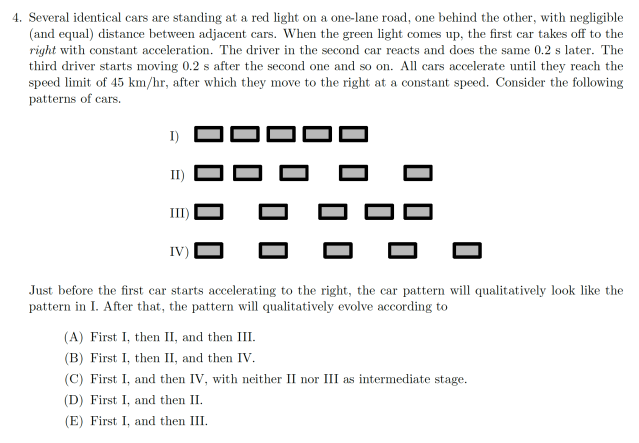 4. Several identical cars are standing at a red light on a one-lane road, one behind the other, with negligible
(and equal) distance between adjacent cars. When the green light comes up, the first car takes off to the
right with constant acceleration. The driver in the second car reacts and does the same 0.2 s later. The
third driver starts moving 0.2 s after the second one and so on. All cars accelerate until they reach the
speed limit of 45 km/hr, after which they move to the right at a constant speed. Consider the following
patterns of cars.
I)
II)
III)
IV)
Just before the first car starts accelerating to the right, the car pattern will qualitatively look like the
pattern in I. After that, the pattern will qualitatively evolve according to
(A) First I, then II, and then III.
(B) First I, then II, and then IV.
(C) First I, and then IV, with neither II nor III as intermediate stage.
(D) First I, and then II.
(E) First I, and then III.